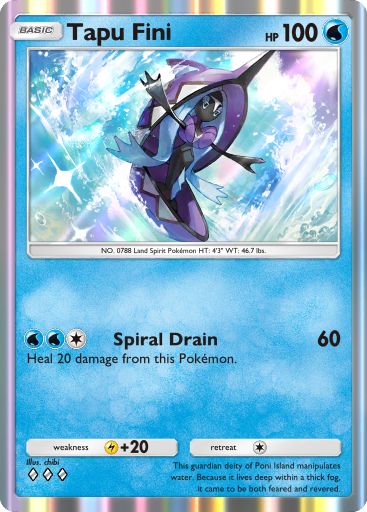 BASIC
Tapu Fini
HP 100
NO. 0788 Land Spirit Pokémon HT: 4'3" WT: 46.7 lbs.
Spiral Drain 60
Heal 20 damage from this Pokémon.
weakness +20 retreat
Illus. chibi
This guardian deity of Poni Island manipulates
water. Because it lives deep within a thick fog,
it came to be both feared and revered.